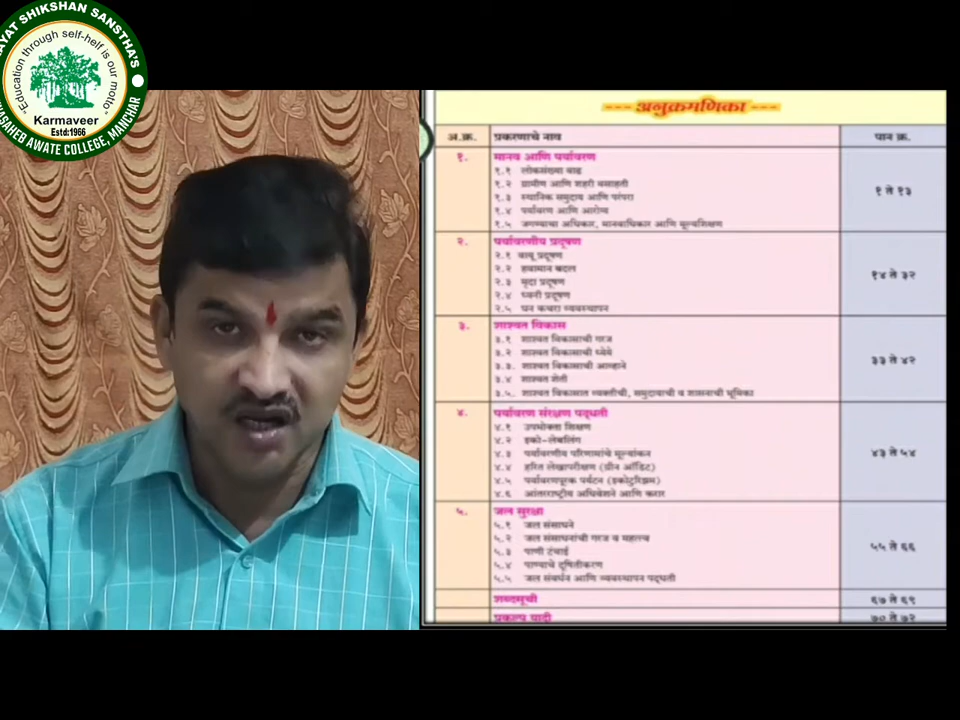 RAYAT SHIKSHAN SANSTHA'S
"Education through self-help is our motto"
Karmaveer
Estd:1966
AWATE COLLEGE, MANCHAR
--- अनुक्रमणिका ---
अ.क्र. प्रकरणाचे नाव पान क्र.
१. मानव आणि पर्यावरण १ ते १३
१.१ लोकसंख्या वाढ
१.२ ग्रामीण आणि शहरी वसाहती
१.३ स्थानिक समुदाय आणि परंपरा
१.४ पर्यावरण आणि आरोग्य
१.५ जगण्याचा अधिकार, मानवाधिकार आणि मूल्यशिक्षण
२. पर्यावरणीय प्रदूषण १४ ते ३२
२.१ वायू प्रदूषण
२.२ हवामान बदल
२.३ मृदा प्रदूषण
२.४ ध्वनी प्रदूषण
२.५ घन कचरा व्यवस्थापन
३. शाश्वत विकास ३३ ते ४२
३.१ शाश्वत विकासाची गरज
३.२ शाश्वत विकासाची ध्येये
३.३. शाश्वत विकासाची आव्हाने
३.४ शाश्वत शेती
३.५. शाश्वत विकासात व्यक्तीची, समुदायाची व शासनाची भूमिका
४. पर्यावरण संरक्षण पद्धती ४३ ते ५४
४.१ उपभोक्ता शिक्षण
४.२ इको-लेबलिंग
४.३ पर्यावरणीय परिणामांचे मूल्यांकन
४.४ हरित लेखापरीक्षण (ग्रीन ऑडिट)
४.५ पर्यावरणपूरक पर्यटन (इकोटुरिझम)
४.६ आंतरराष्ट्रीय अधिवेशने आणि करार
५. जल सुरक्षा ५५ ते ६६
५.१ जल संसाधने
५.२ जल संसाधनांची गरज व महत्त्व
५.३ पाणी टंचाई
५.४ पाण्याचे दूषितीकरण
५.५ जल संवर्धन आणि व्यवस्थापन पद्धती
शब्दसूची ६७ ते ६९
प्रकल्प यादी ७० ते ७२